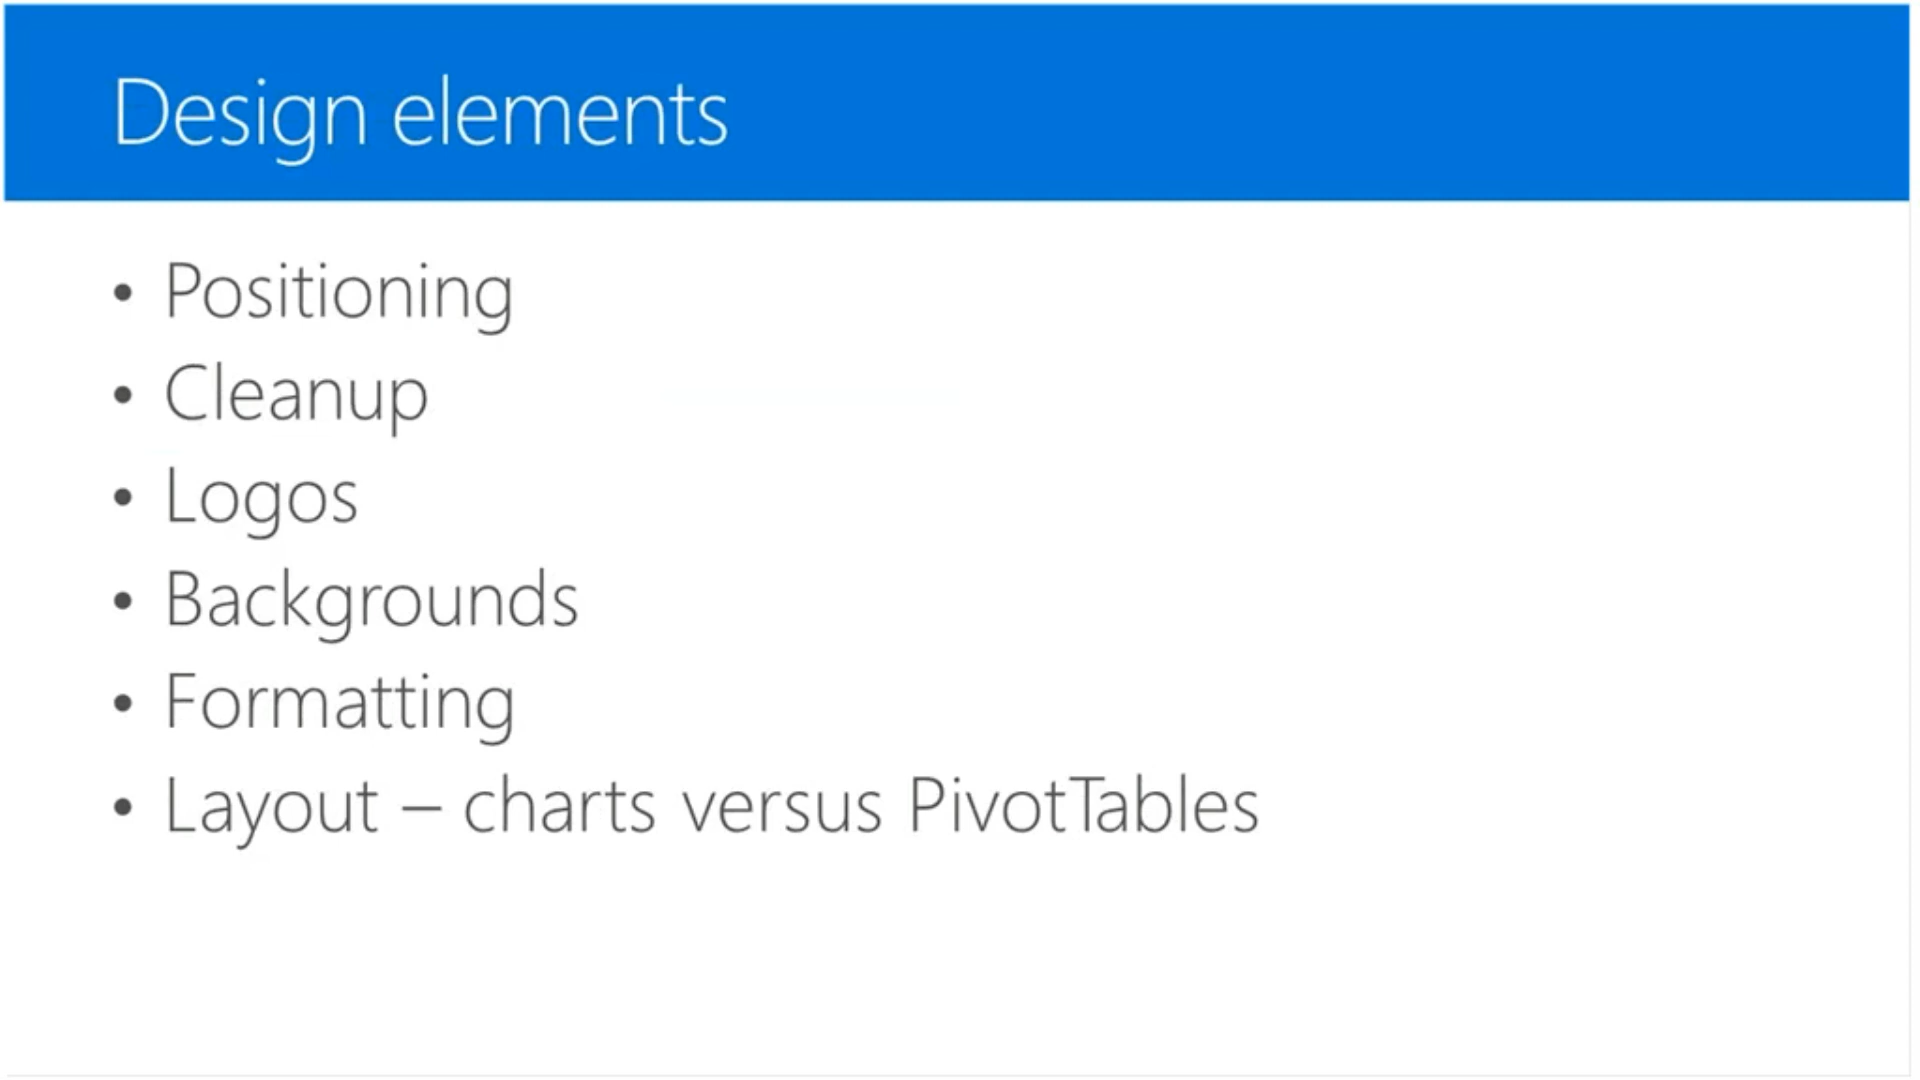 Design elements
• Positioning
• Cleanup
• Logos
• Backgrounds
• Formatting
• Layout – charts versus PivotTables